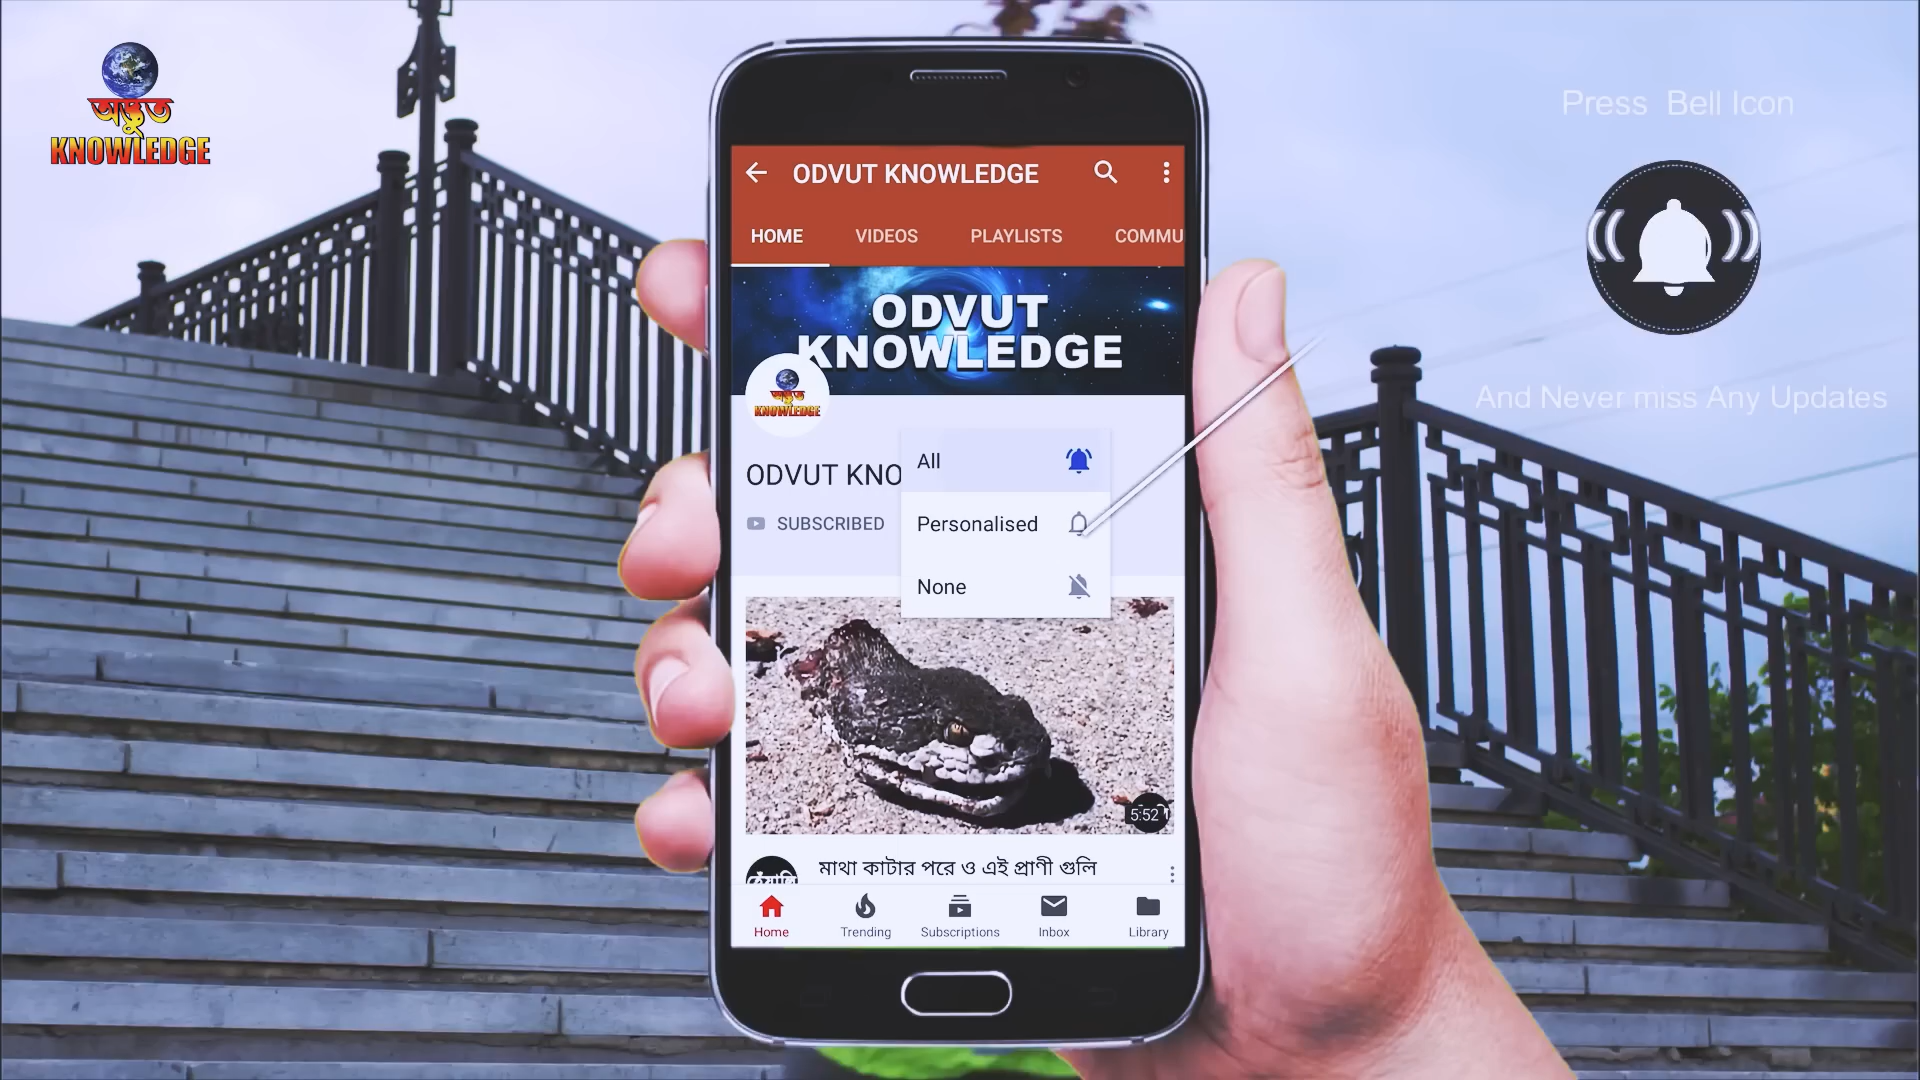 অদ্ভুত
KNOWLEDGE
Press Bell Icon
And Never miss Any Updates
ODVUT KNOWLEDGE
HOME VIDEOS PLAYLISTS COMMU
ODVUT
KNOWLEDGE
অদ্ভুত
KNOWLEDGE
ODVUT KNO
SUBSCRIBED
All
Personalised
None
5:52
মাথা কাটার পরে ও এই প্রাণী গুলি
Home Trending Subscriptions Inbox Library